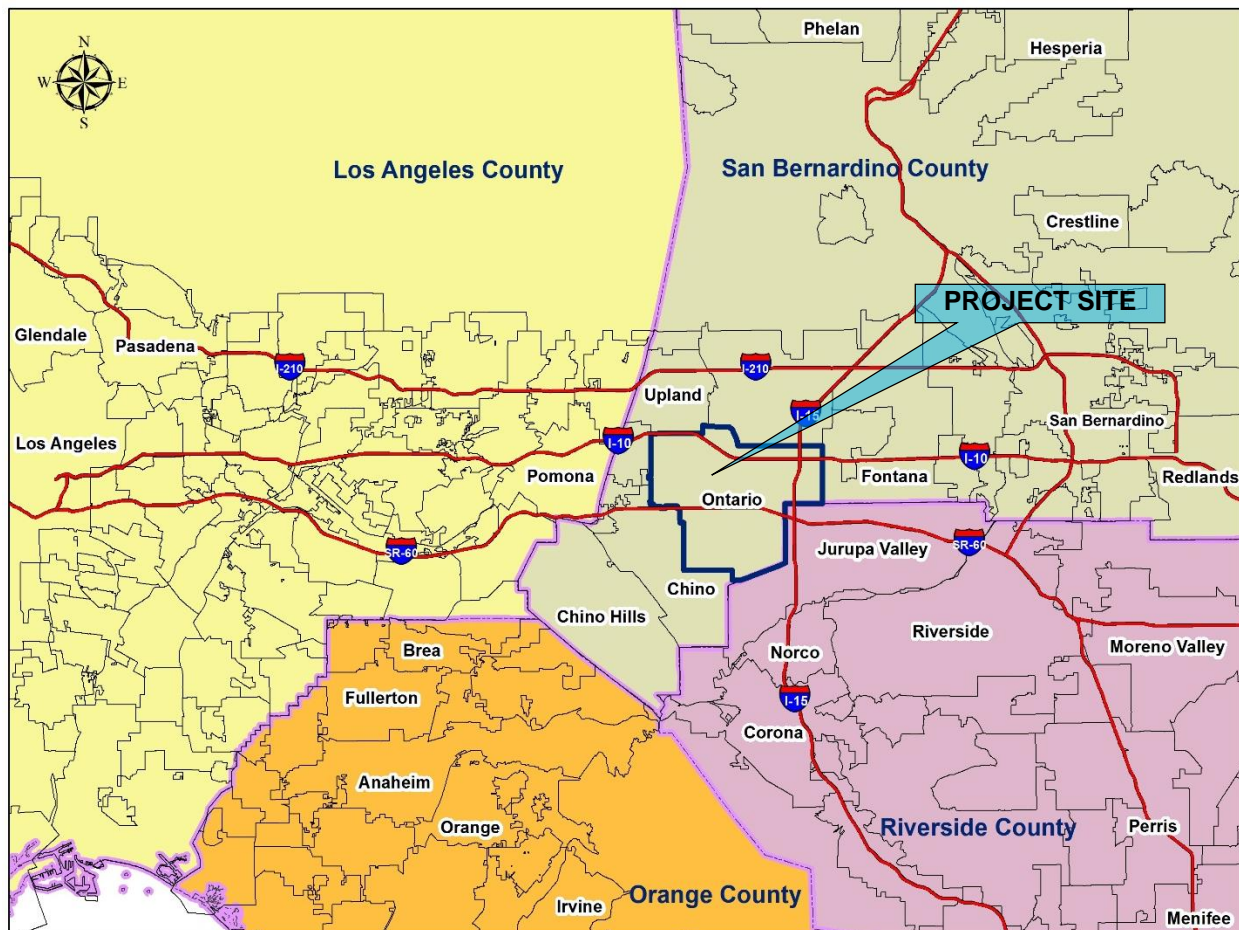 Phelan
Hesperia
N
W E
S
Los Angeles County
San Bernardino County
Crestline
PROJECT SITE
Glendale
Pasadena
I-210
I-210
Upland
I-15
San Bernardino
Los Angeles
I-10
I-10
Pomona
Fontana
Redlands
Ontario
SR-60
SR-60
Jurupa Valley
Chino
Chino Hills
Riverside
Brea
Norco
Moreno Valley
Fullerton
I-15
Corona
Anaheim
Orange
Riverside County
Perris
Orange County
Irvine
Menifee